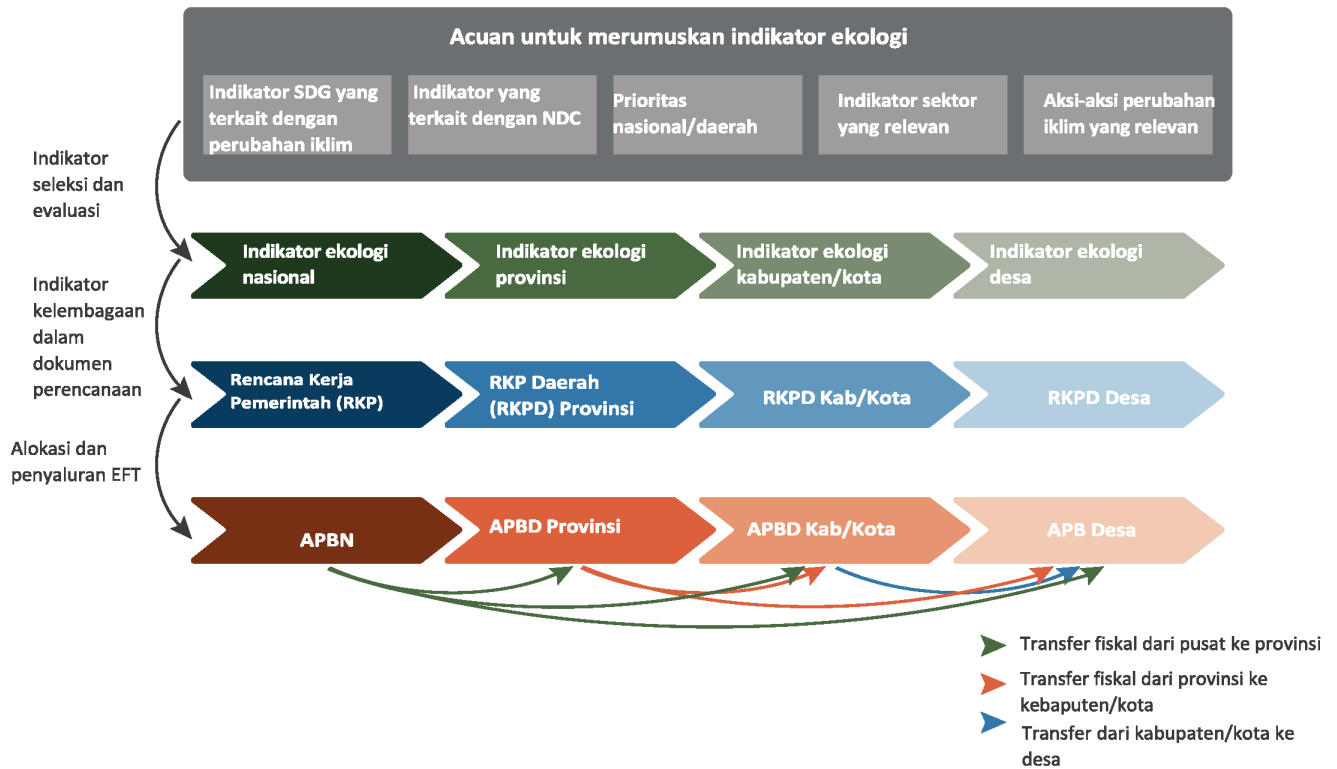 Acuan untuk merumuskan indikator ekologi
Indikator SDG yang
terkait dengan
perubahan iklim
Indikator yang
terkait dengan NDC
Prioritas
nasional/daerah
Indikator sektor
yang relevan
Aksi-aksi perubahan
iklim yang relevan
Indikator
seleksi dan
evaluasi
Indikator ekologi
nasional
Indikator ekologi
provinsi
Indikator ekologi
kabupaten/kota
Indikator ekologi
desa
Indikator
kelembagaan
dalam
dokumen
perencanaan
Rencana Kerja
Pemerintah (RKP)
RKP Daerah
(RKPD) Provinsi
RKPD Kab/Kota
RKPD Desa
Alokasi dan
penyaluran EFT
APBN
APBD Provinsi
APBD Kab/Kota
APB Desa
Transfer fiskal dari pusat ke provinsi
Transfer fiskal dari provinsi ke
kebaputen/kota
Transfer dari kabupaten/kota ke
desa